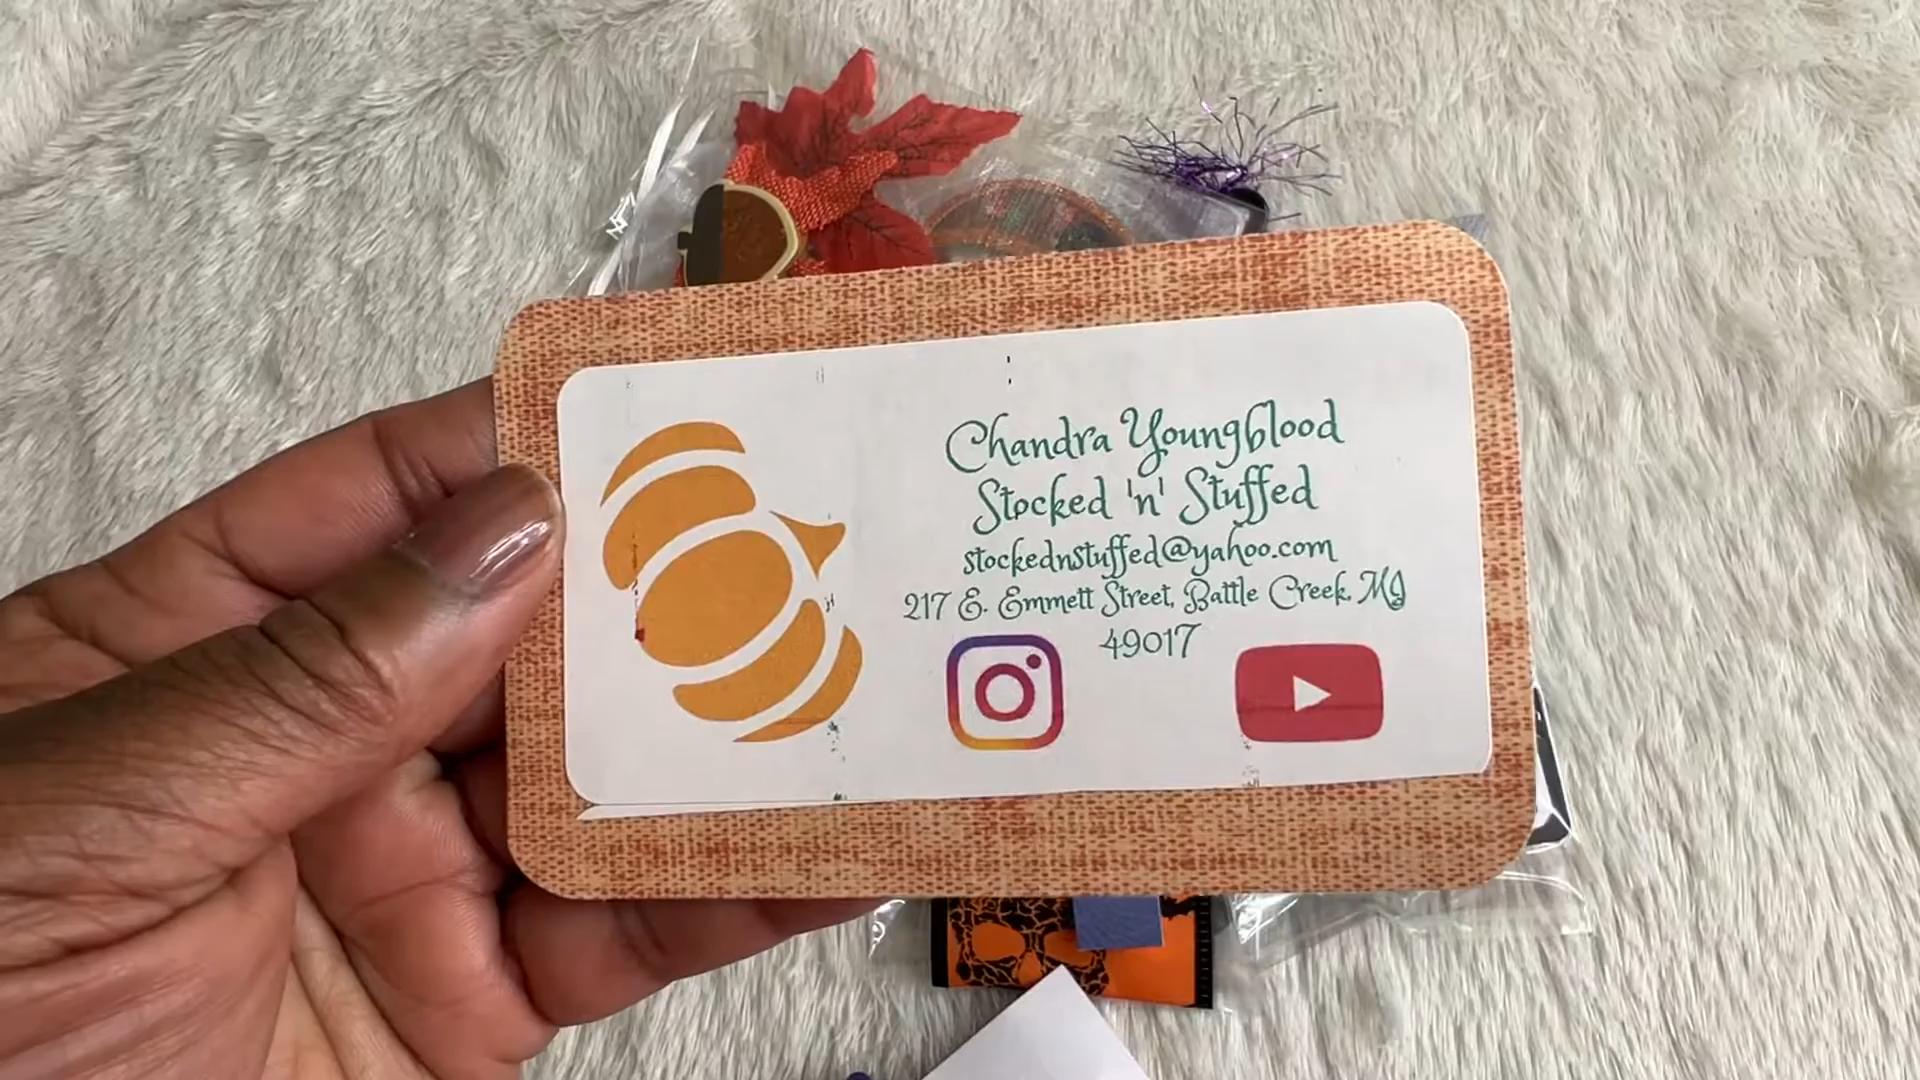 Chandra Youngblood
Stocked 'n' Stuffed
stockednstuffed@yahoo.com
217 E. Emmett Street, Battle Creek, MI
49017